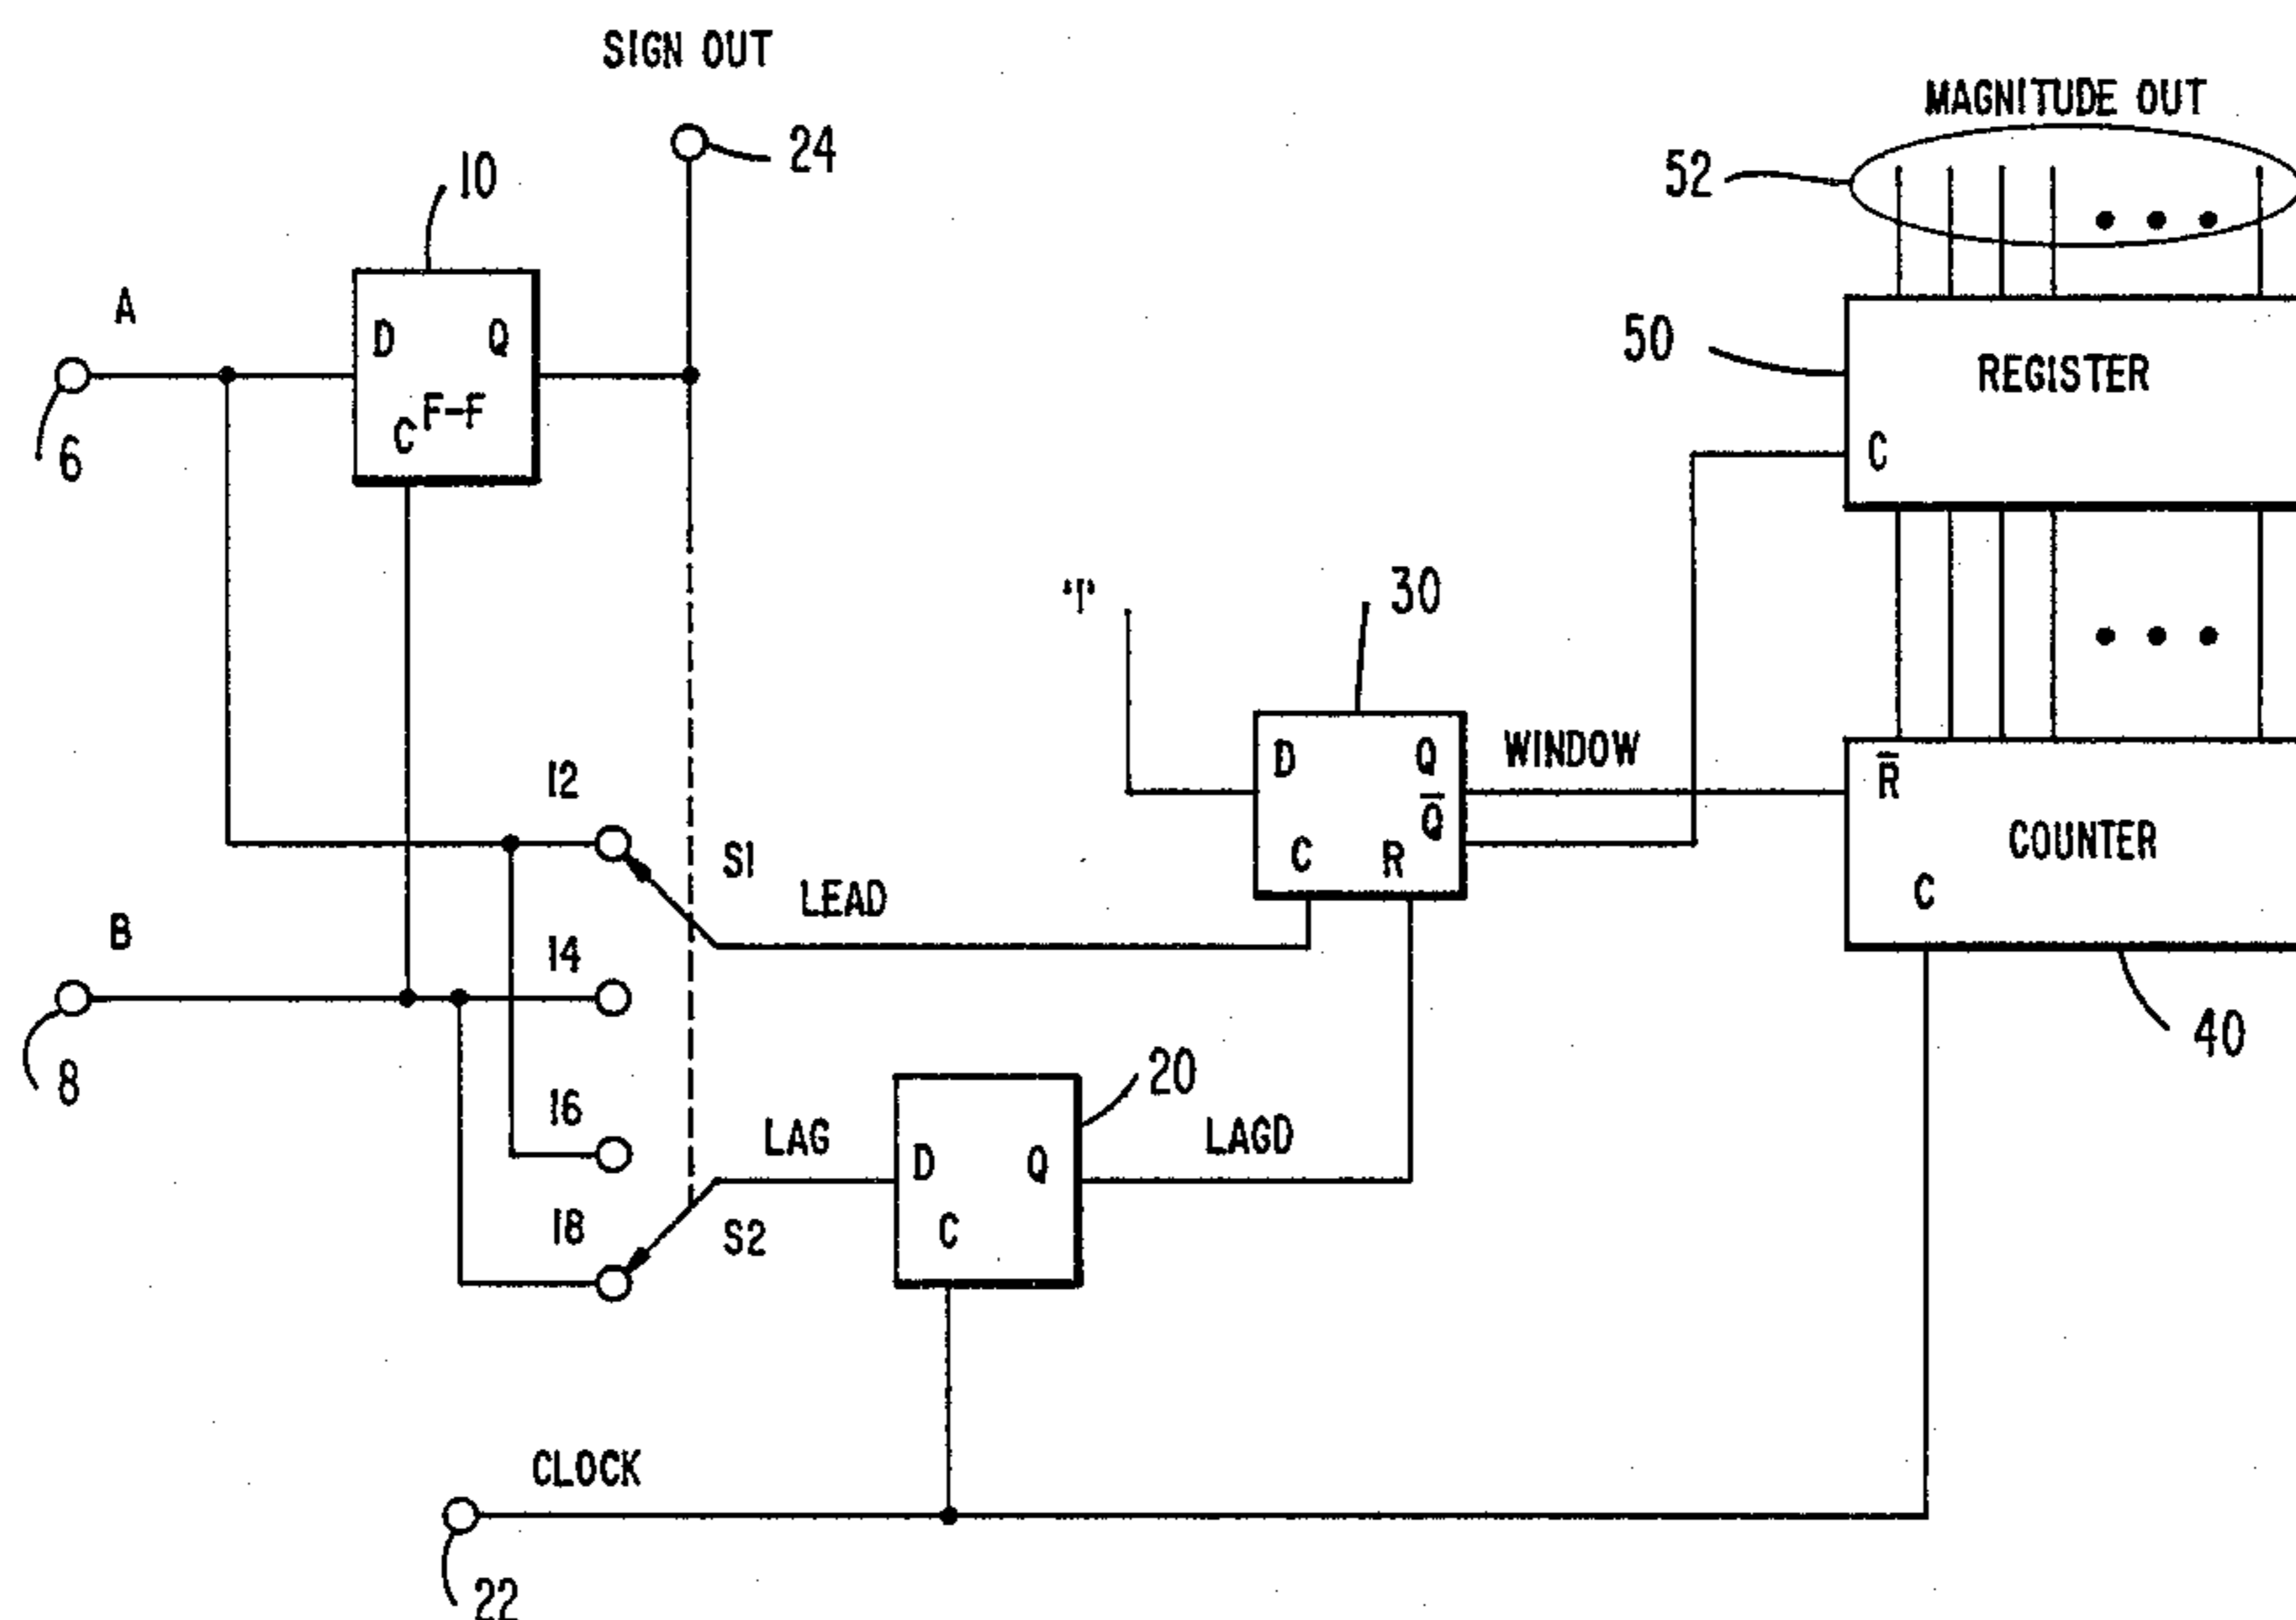 SIGN OUT
24
10
A
D Q
F-F
C
6
MAGNITUDE OUT
52
50
REGISTER
C
"1"
30
D Q
Q̅
C R
WINDOW
R̅
COUNTER
C
40
12
S1
LEAD
B
14
8
16
LAG
20
LAGD
D Q
C
18
S2
CLOCK
22